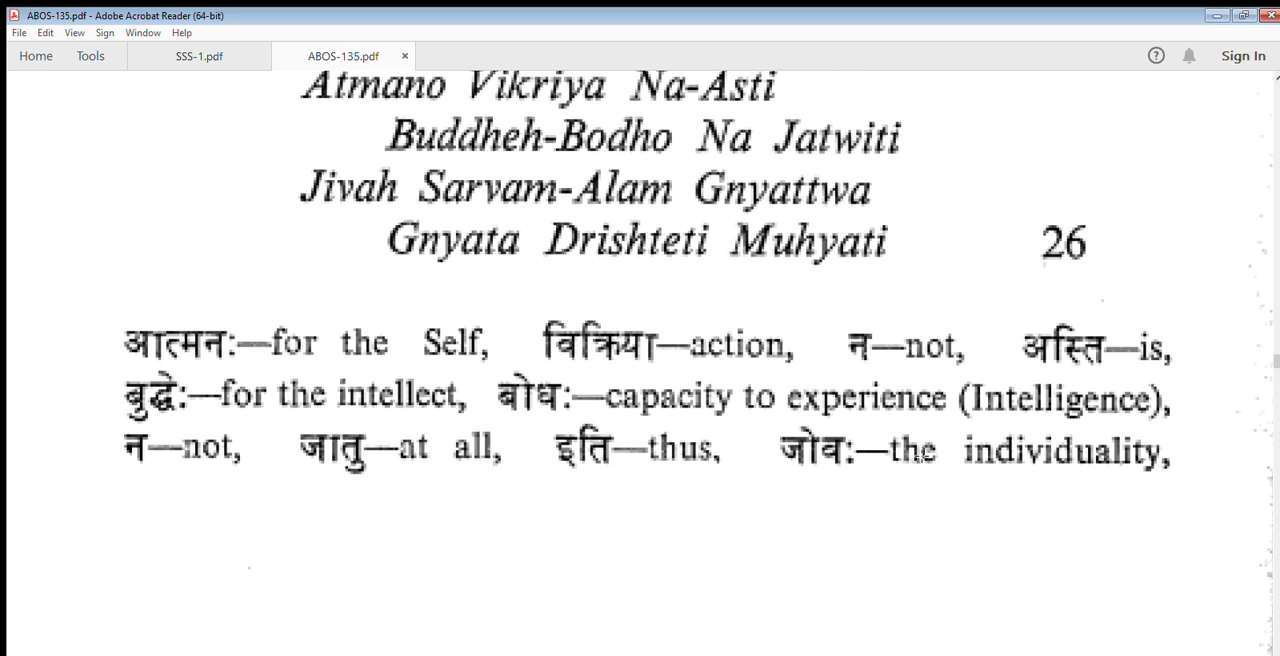 ABOS-135.pdf - Adobe Acrobat Reader (64-bit)
File Edit View Sign Window Help
Home Tools SSS-1.pdf ABOS-135.pdf × ? Sign In
Atmano Vikriya Na-Asti
Buddheh-Bodho Na Jatwiti
Jivah Sarvam-Alam Gnyattwa
Gnyata Drishteti Muhyati 26
आत्मनः—for the Self, विक्रिया—action, न—not, अस्ति—is,
बुद्धेः—for the intellect, बोधः—capacity to experience (Intelligence),
न—not, जातु—at all, इति—thus, जोवः—the individuality,